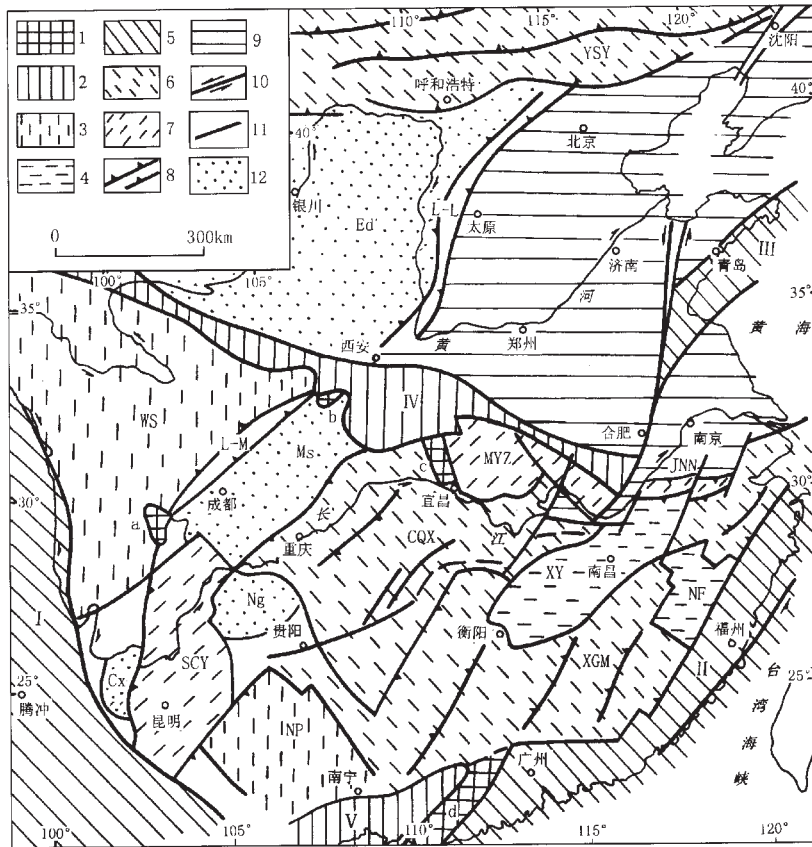 110° 115° 120°
1 5 9
2 6 10
3 7 11
4 8 12
0 300km
YSY
沈阳
呼和浩特
40°
40°
北京
银川
L-L
Ed
太原
III
济南
青岛
100° 105°
河
35°
35°
西安
黄
郑州
黄 海
WS
IV
b
合肥
南京
L-M
Ms
c
MYZ
JNN
30°
30°
a
成都
长
宜昌
重庆
CQX
江
XY
南昌
Ng
NF
I
贵阳
衡阳
福州
SCY
XGM
II
台湾海峡
25°
25°
Cx
腾冲
昆明
NP
广州
南宁
d
V
100° 105° 110° 115° 120°